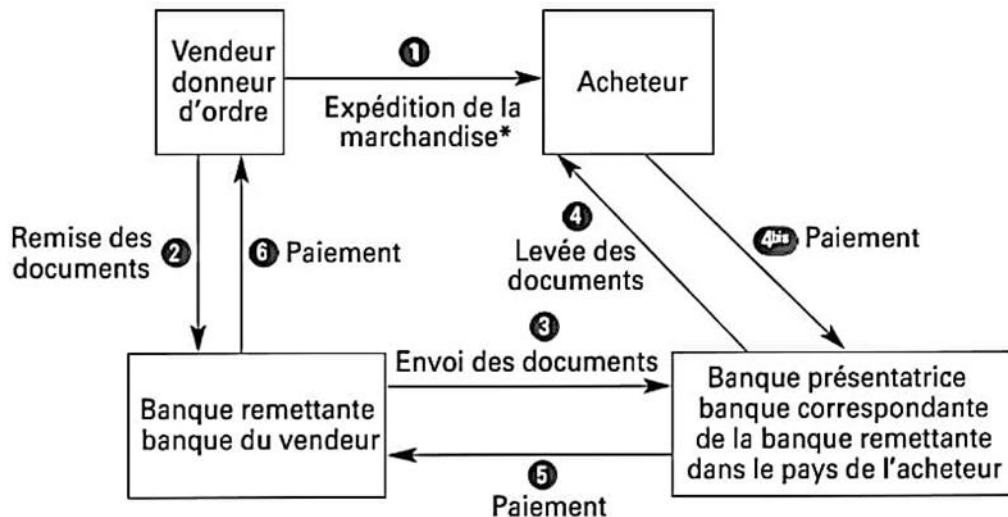 Vendeur
donneur
d'ordre
1
Expédition de la
marchandise*
Acheteur
Remise des
documents
2
6 Paiement
4
Levée des
documents
4bis Paiement
3
Envoi des documents
Banque remettante
banque du vendeur
Banque présentatrice
banque correspondante
de la banque remettante
dans le pays de l'acheteur
5
Paiement